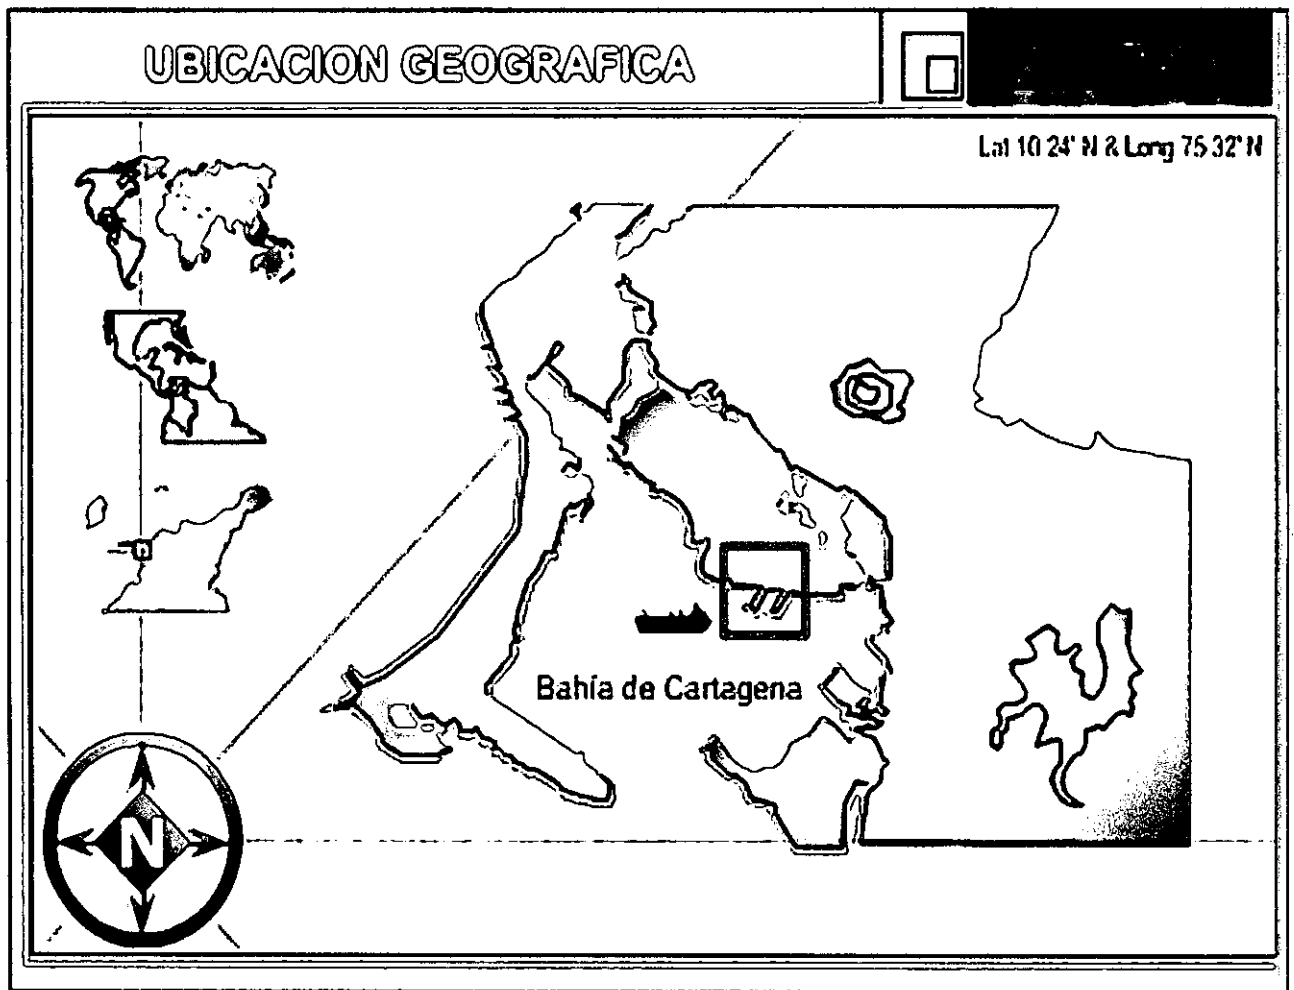 UBICACION GEOGRAFICA
Lat 10 24' N & Long 75 32' N
Bahía de Cartagena
N